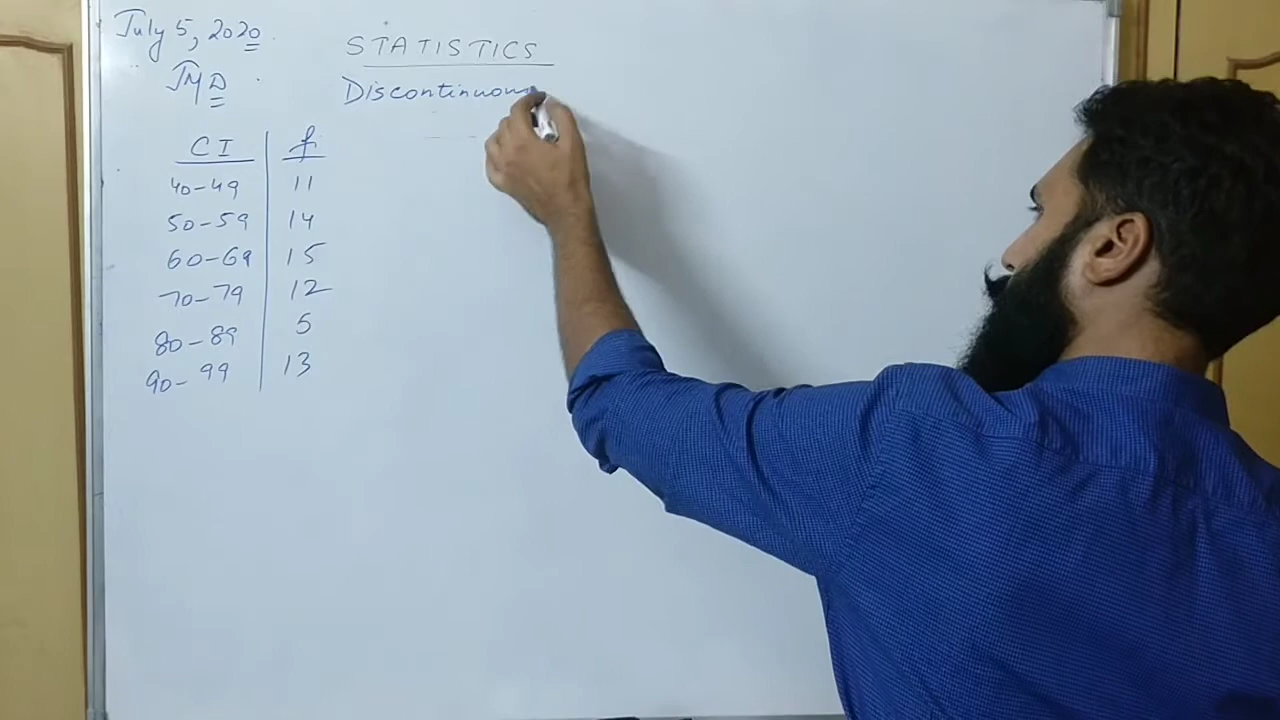 July 5, 2020
JMD
STATISTICS
Discontinuous
CI f
40-49 11
50-59 14
60-69 15
70-79 12
80-89 5
90-99 13